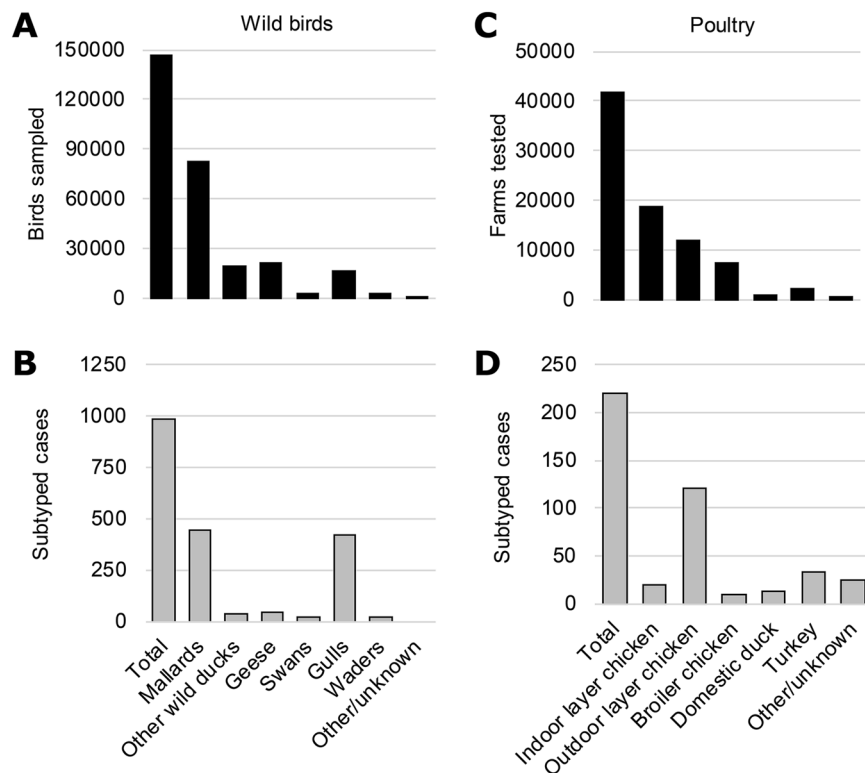 A
Wild birds
Birds sampled
150000
120000
90000
60000
30000
0
C
Poultry
Farms tested
50000
40000
30000
20000
10000
0
B
Subtyped cases
1250
1000
750
500
250
0
Total
Mallards
Other wild ducks
Geese
Swans
Gulls
Waders
Other/unknown
D
Subtyped cases
250
200
150
100
50
0
Total
Indoor layer chicken
Outdoor layer chicken
Broiler chicken
Domestic duck
Turkey
Other/unknown